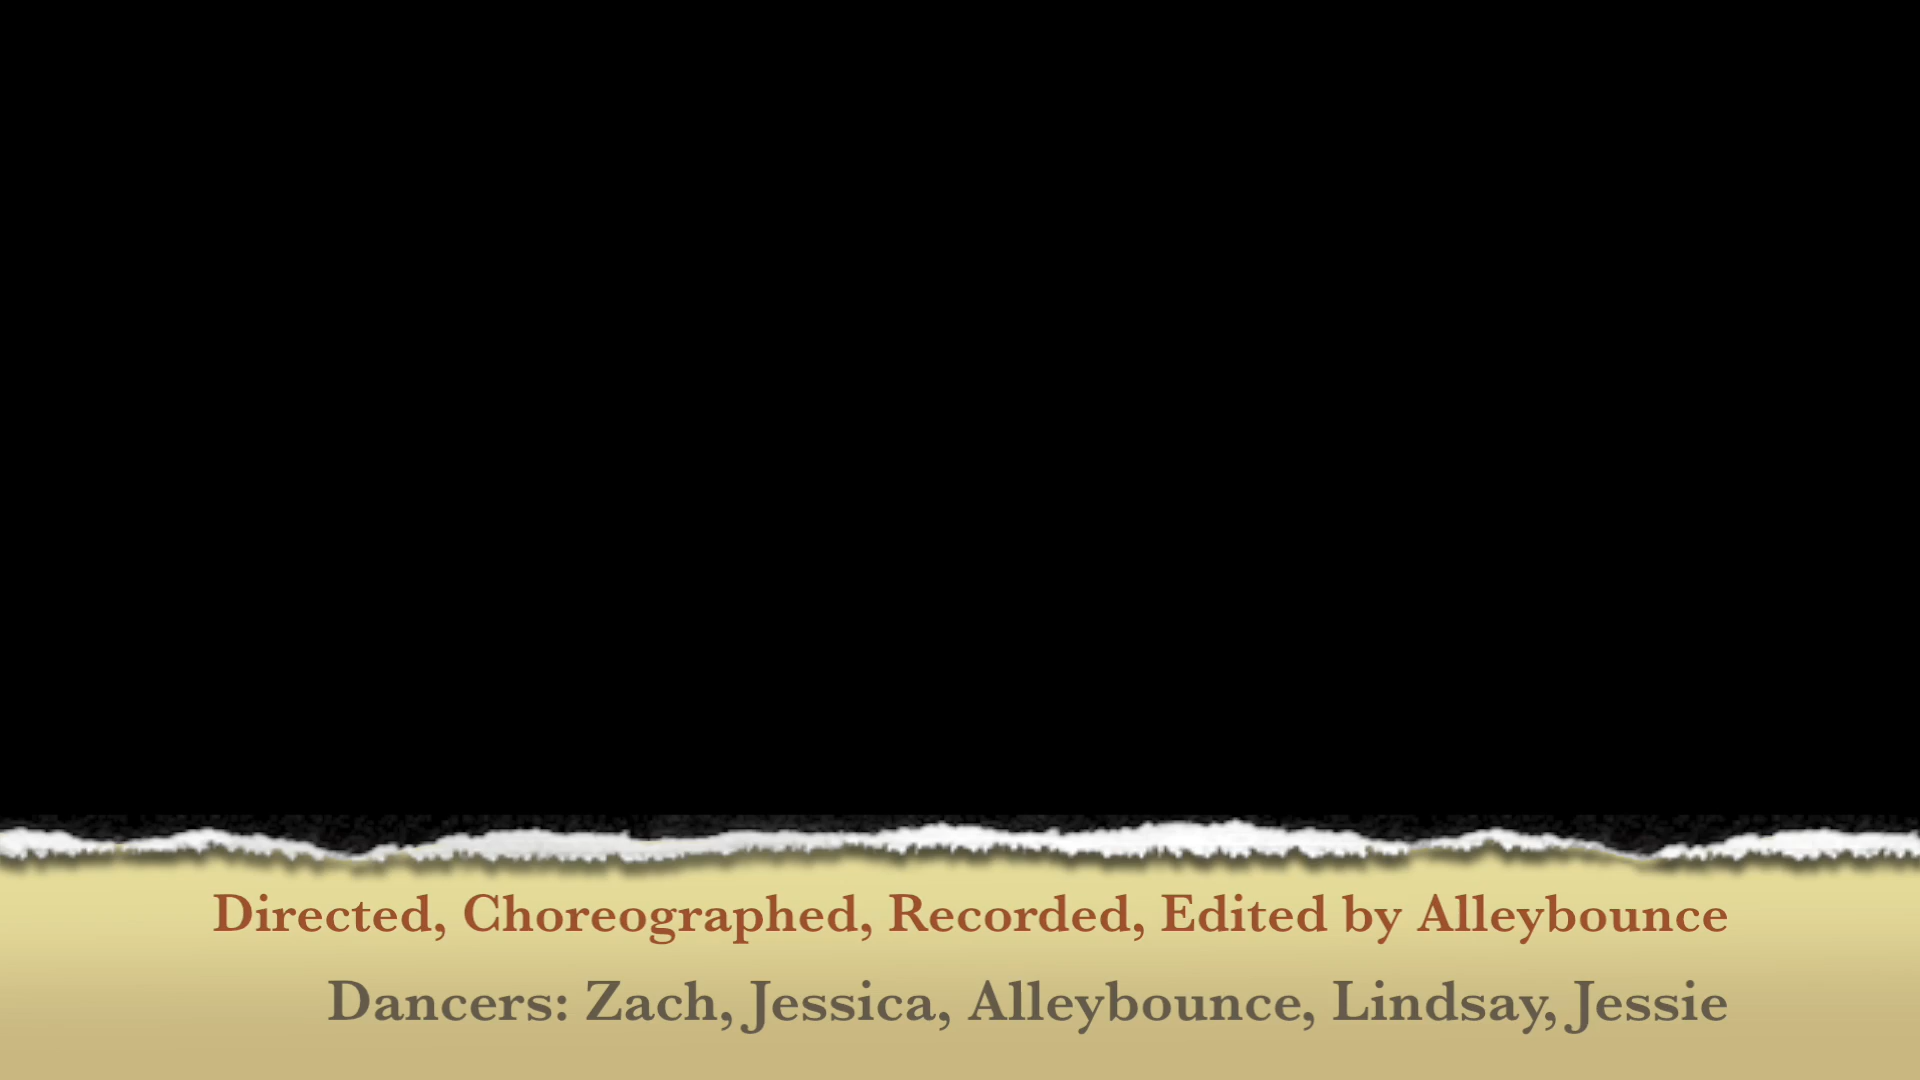 Directed, Choreographed, Recorded, Edited by Alleybounce
Dancers: Zach, Jessica, Alleybounce, Lindsay, Jessie